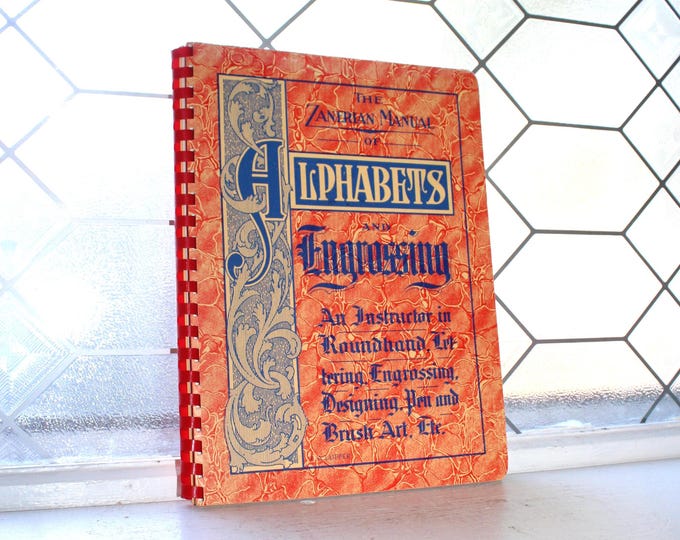 THE
ZANERIAN MANUAL
OF
ALPHABETS
AND
Engrossing
An Instructor in
Roundhand, Let-
tering, Engrossing,
Designing, Pen and
Brush Art, Etc.